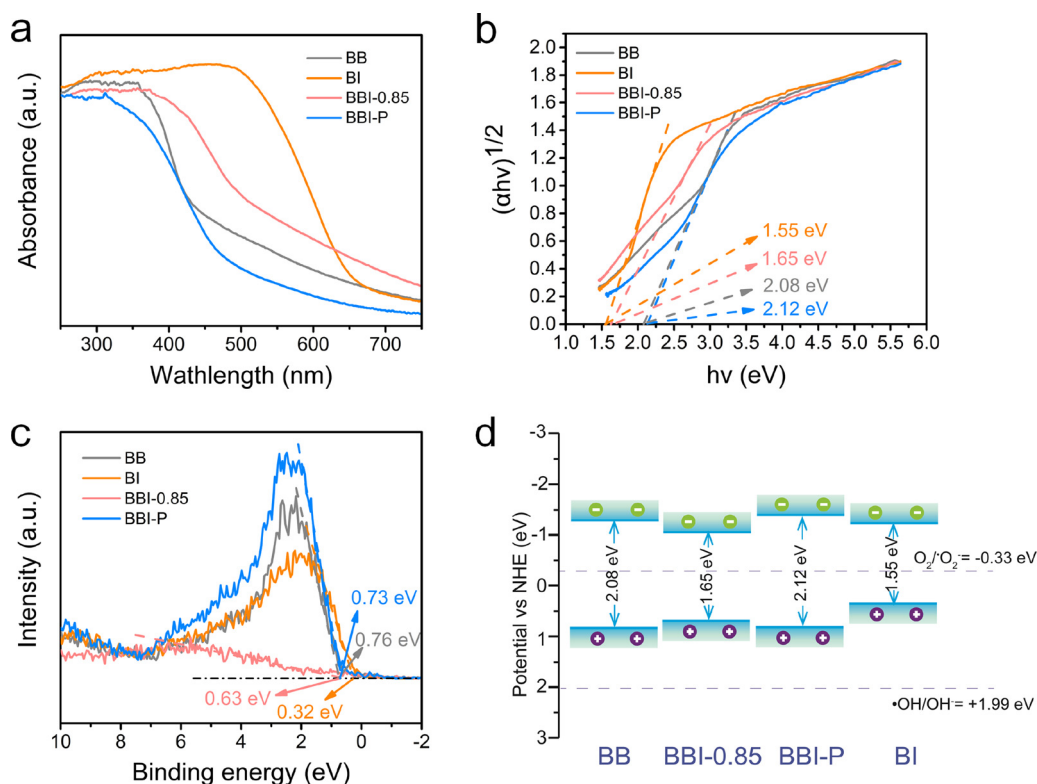 a
BB
BI
BBI-0.85
BBI-P
Absorbance (a.u.)
300 400 500 600 700
Wathlength (nm)
b
BB
BI
BBI-0.85
BBI-P
(αhv)1/2
2.0
1.8
1.6
1.4
1.2
1.0
0.8
0.6
0.4
0.2
0.0
1.55 eV
1.65 eV
2.08 eV
2.12 eV
1.0 1.5 2.0 2.5 3.0 3.5 4.0 4.5 5.0 5.5 6.0
hv (eV)
c
BB
BI
BBI-0.85
BBI-P
Intensity (a.u.)
0.73 eV
0.76 eV
0.63 eV
0.32 eV
10 8 6 4 2 0 -2
Binding energy (eV)
d
Potential vs NHE (eV)
-3
-2
-1
0
1
2
3
2.08 eV
1.65 eV
2.12 eV
1.55 eV
O2/•O2-= -0.33 eV
•OH/OH-= +1.99 eV
BB BBI-0.85 BBI-P BI